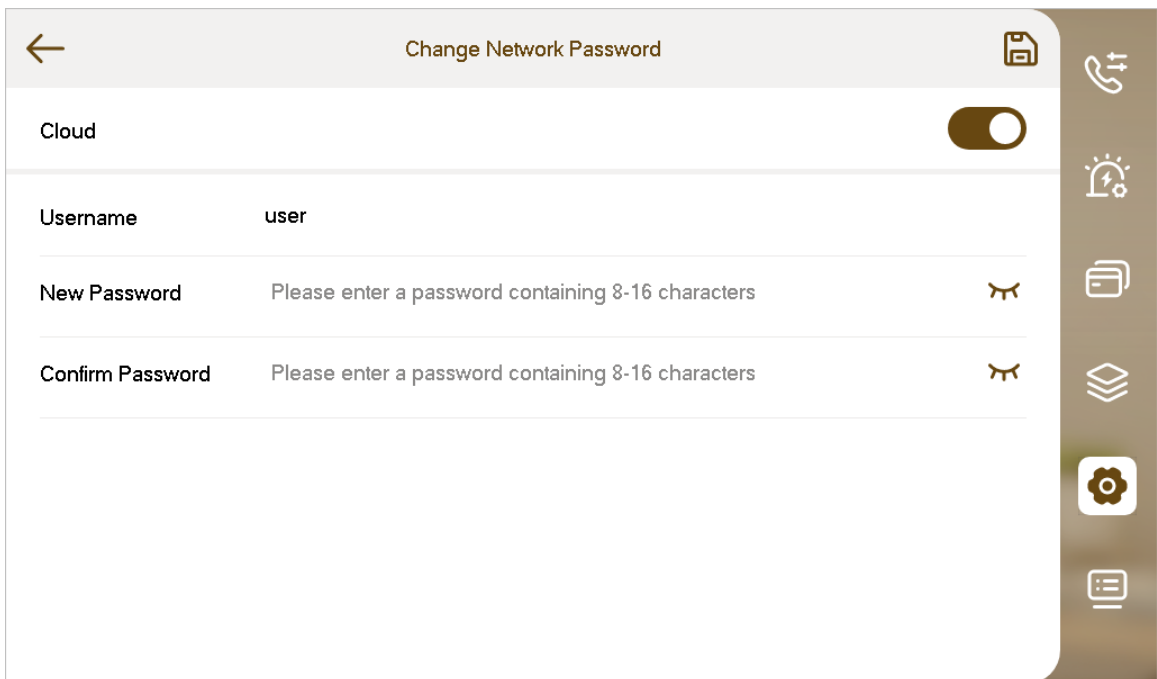 Change Network Password
Cloud
Username user
New Password Please enter a password containing 8-16 characters
Confirm Password Please enter a password containing 8-16 characters